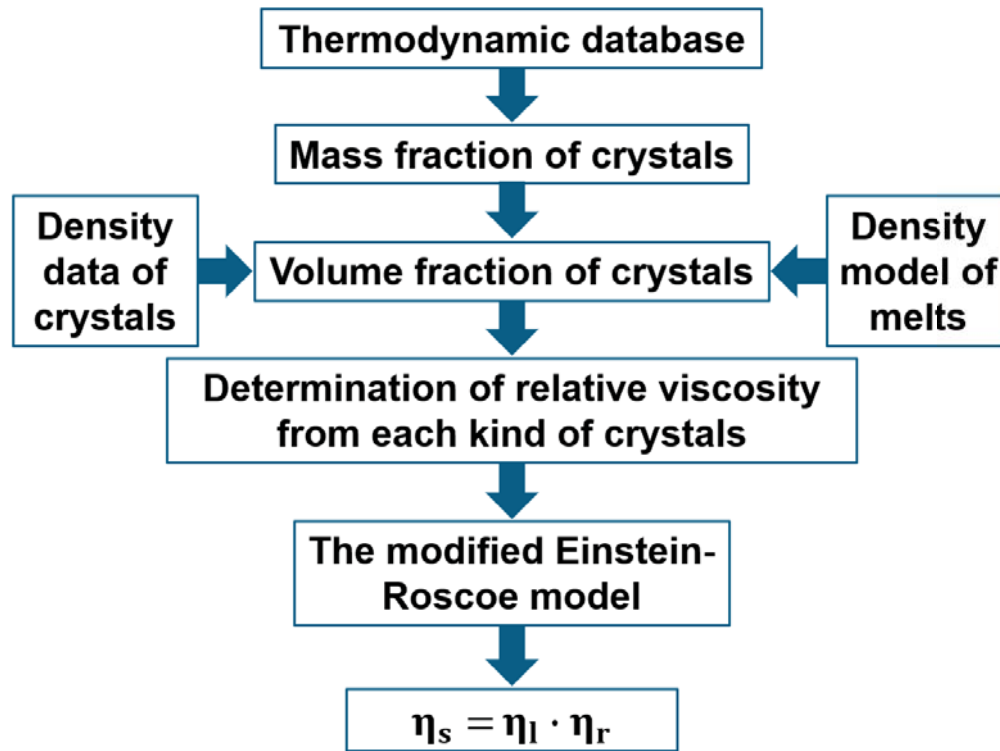 Thermodynamic database
Mass fraction of crystals
Density
data of
crystals
Volume fraction of crystals
Density
model of
melts
Determination of relative viscosity
from each kind of crystals
The modified Einstein-
Roscoe model
ηs = ηl · ηr